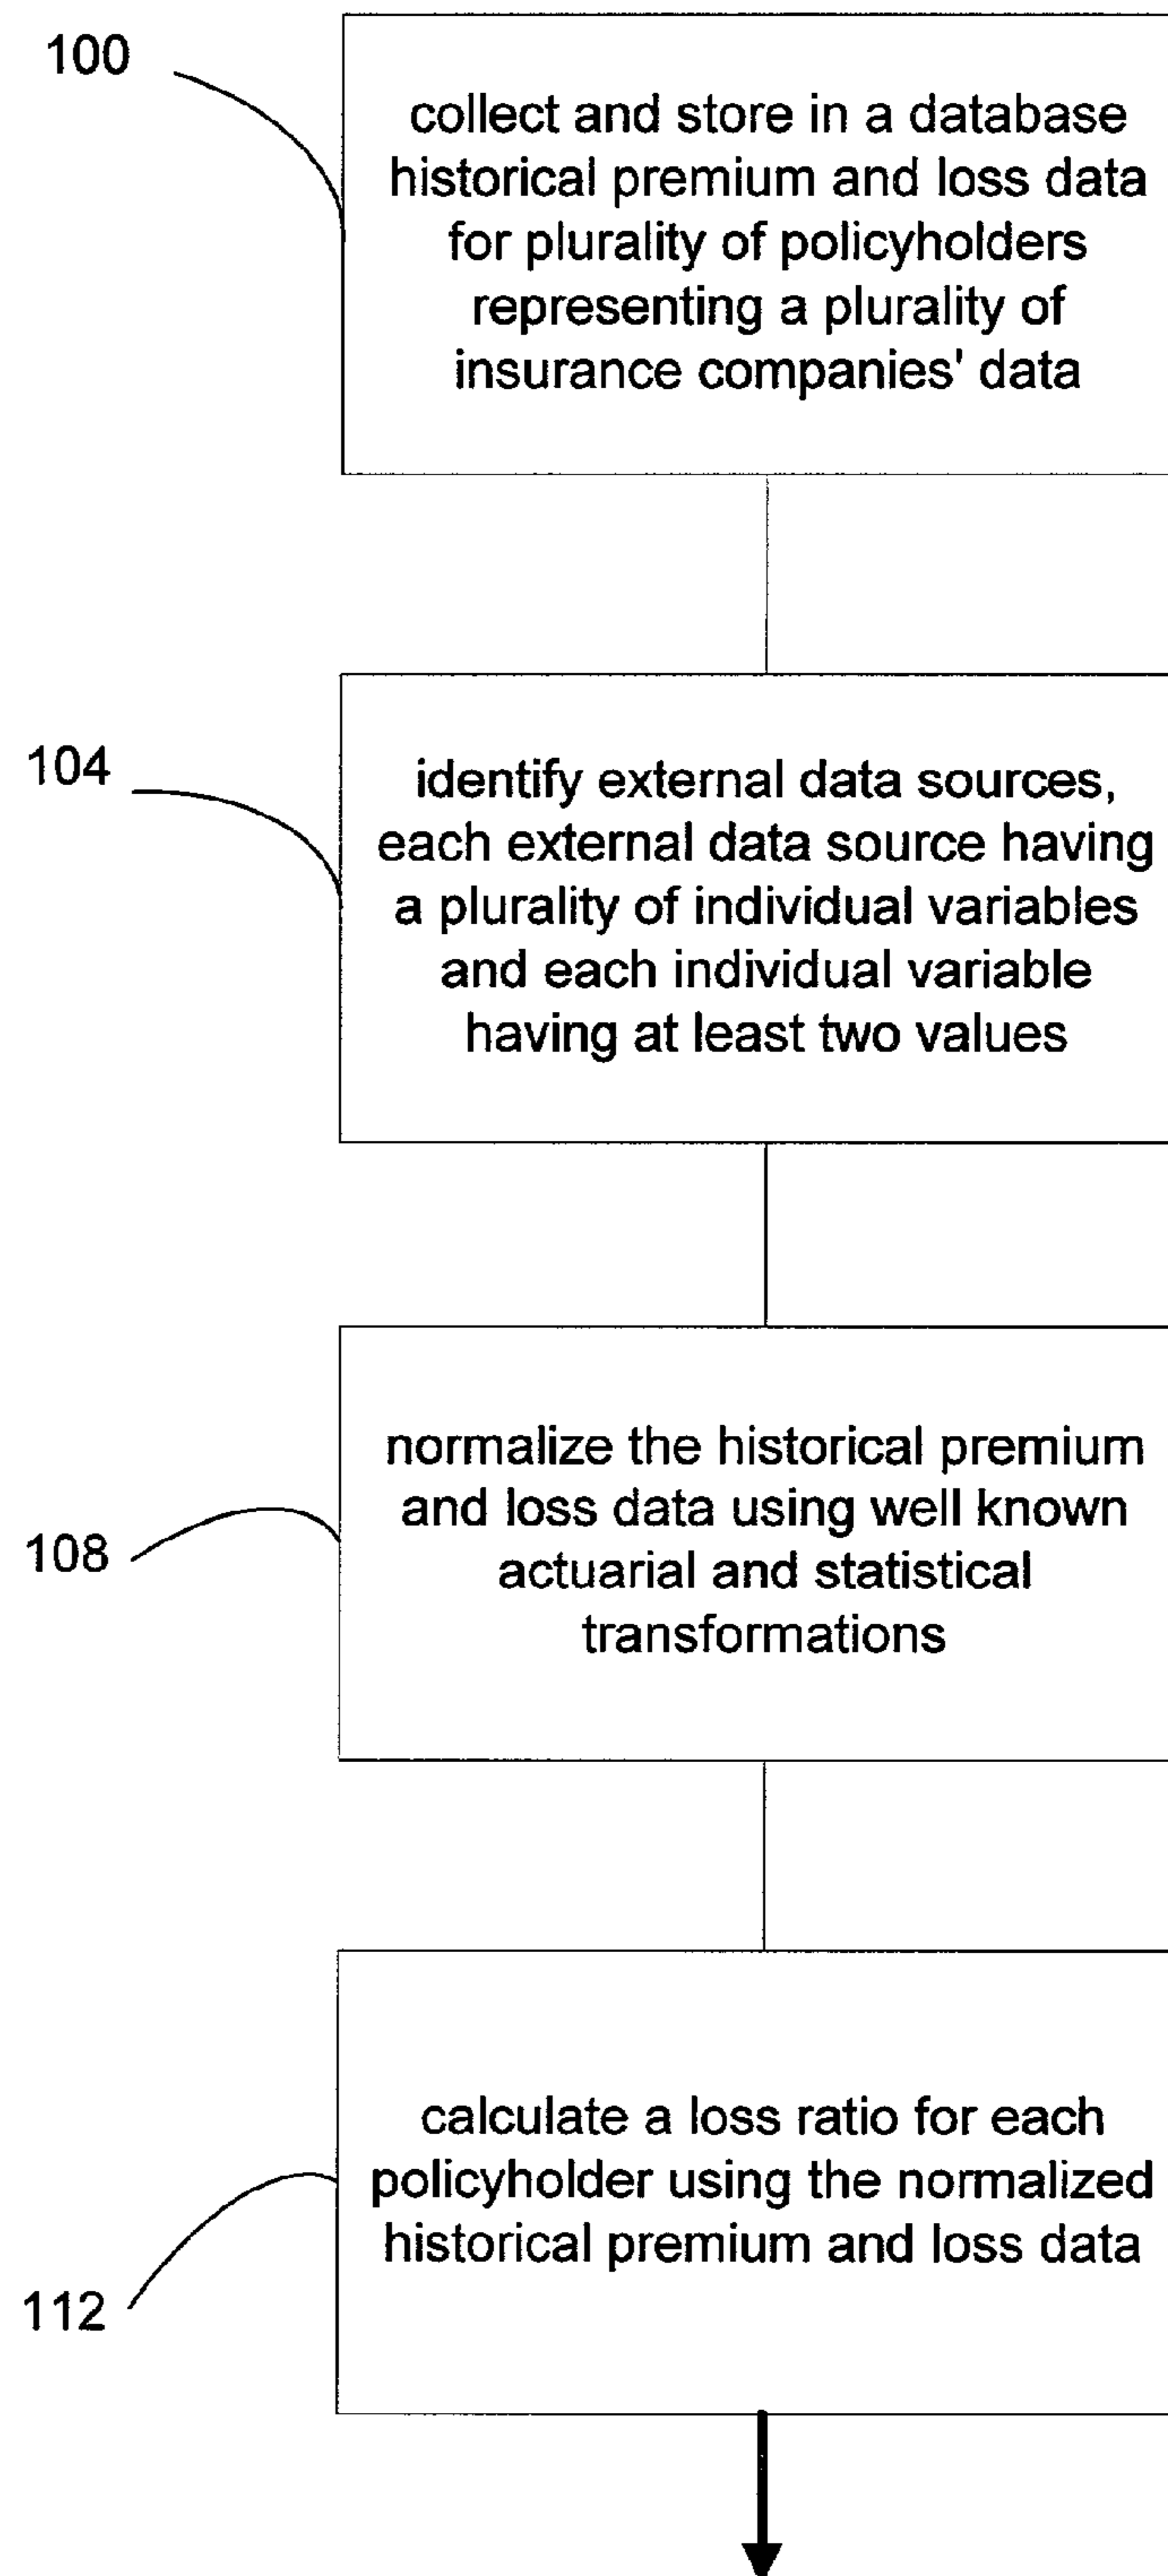 100
collect and store in a database
historical premium and loss data
for plurality of policyholders
representing a plurality of
insurance companies' data
104
identify external data sources,
each external data source having
a plurality of individual variables
and each individual variable
having at least two values
normalize the historical premium
and loss data using well known
actuarial and statistical
transformations
108
calculate a loss ratio for each
policyholder using the normalized
historical premium and loss data
112